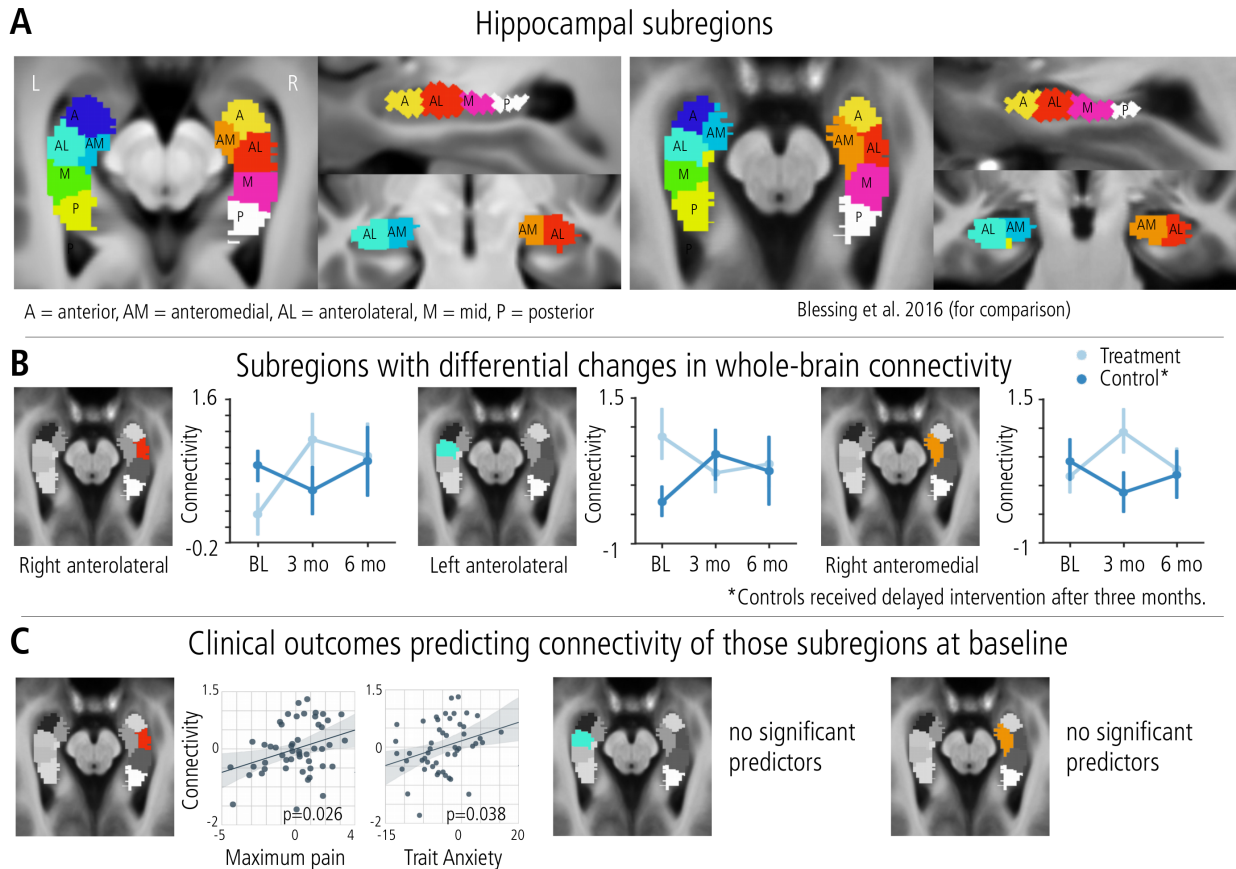 A
Hippocampal subregions
L
R
A
AL
AM
M
P
P
A
AM
AL
M
P
A
AL
M
P
AL
AM
AM
AL
A
AM
AL
M
P
P
A
AM
AL
M
P
A
AL
M
P
AL
AM
AM
AL
A = anterior, AM = anteromedial, AL = anterolateral, M = mid, P = posterior
Blessing et al. 2016 (for comparison)
B
Subregions with differential changes in whole-brain connectivity
Treatment
Control*
Right anterolateral
Connectivity
1.6
-0.2
BL
3 mo
6 mo
Left anterolateral
Connectivity
1.5
-1
BL
3 mo
6 mo
Right anteromedial
Connectivity
1.5
-1
BL
3 mo
6 mo
*Controls received delayed intervention after three months.
C
Clinical outcomes predicting connectivity of those subregions at baseline
Connectivity
1.5
0
-2
-5
0
4
p=0.026
Maximum pain
1.5
0
-2
-15
0
20
p=0.038
Trait Anxiety
no significant
predictors
no significant
predictors